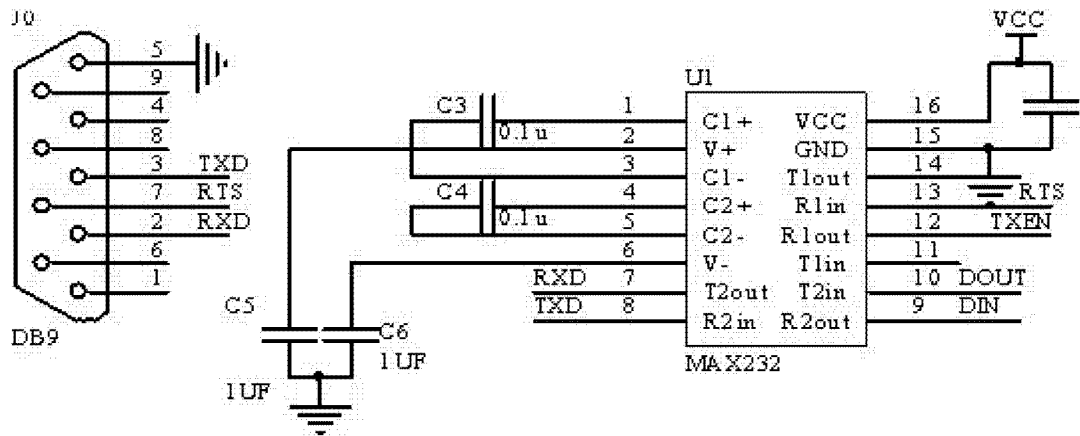 J0
5
9
4
8
3 TXD
7 RTS
2 RXD
6
1
DB9
C3
0.1u
C4
0.1u
C5
1UF
C6
1UF
U1
1 C1+ VCC 16
2 V+ GND 15
3 C1- T1out 14
4 C2+ R1in 13 RTS
5 C2- R1out 12 TXEN
6 V- T1in 11
RXD 7 T2out T2in 10 DOUT
TXD 8 R2in R2out 9 DIN
MAX232
VCC